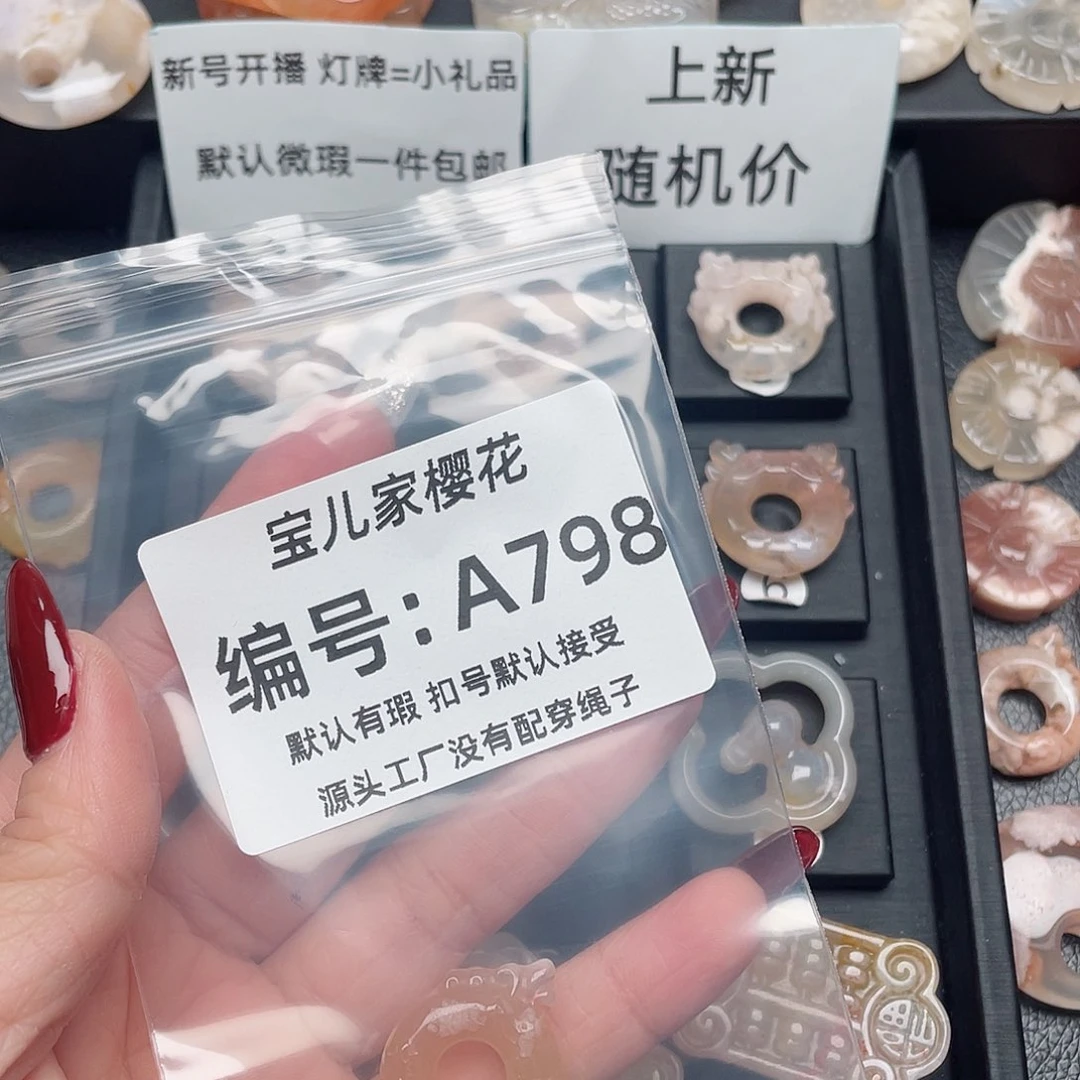 新号开播 灯牌=小礼品
默认微瑕一件包邮
上新
随机价
宝儿家樱花
编号:A798
默认有瑕 扣号默认接受
源头工厂没有配穿绳子
5